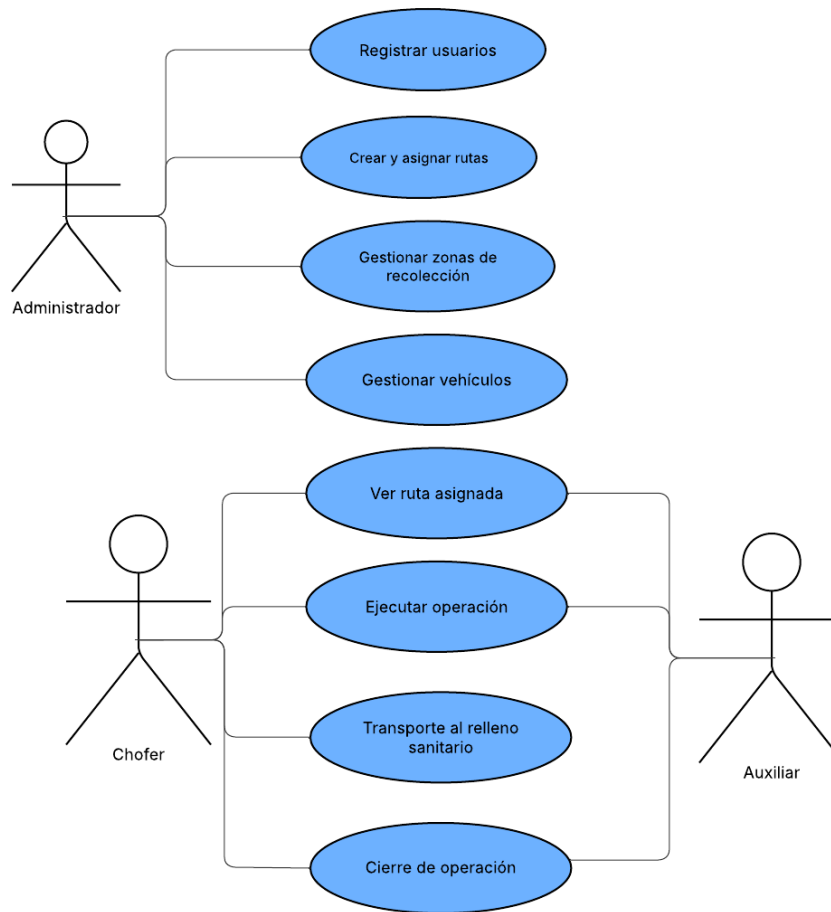 Registrar usuarios
Crear y asignar rutas
Gestionar zonas de
recolección
Administrador
Gestionar vehículos
Ver ruta asignada
Ejecutar operación
Transporte al relleno
sanitario
Chofer
Auxiliar
Cierre de operación